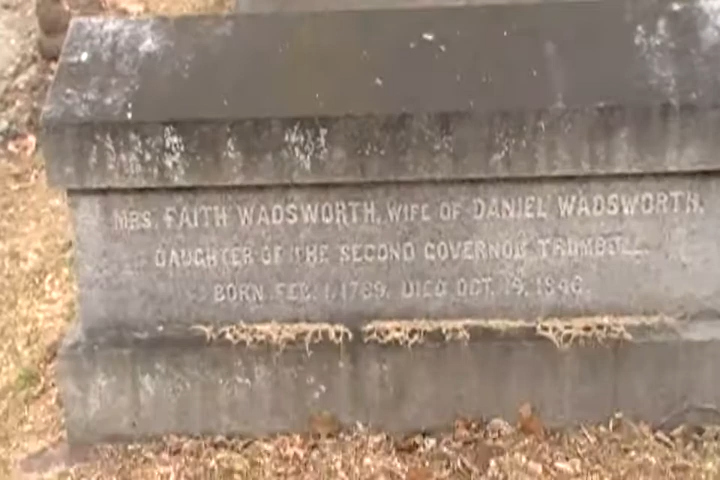 MRS. FAITH WADSWORTH, WIFE OF DANIEL WADSWORTH,
DAUGHTER OF THE SECOND GOVERNOR TRUMBULL.
BORN FEB. 1, 1769, DIED OCT. 19, 1846.